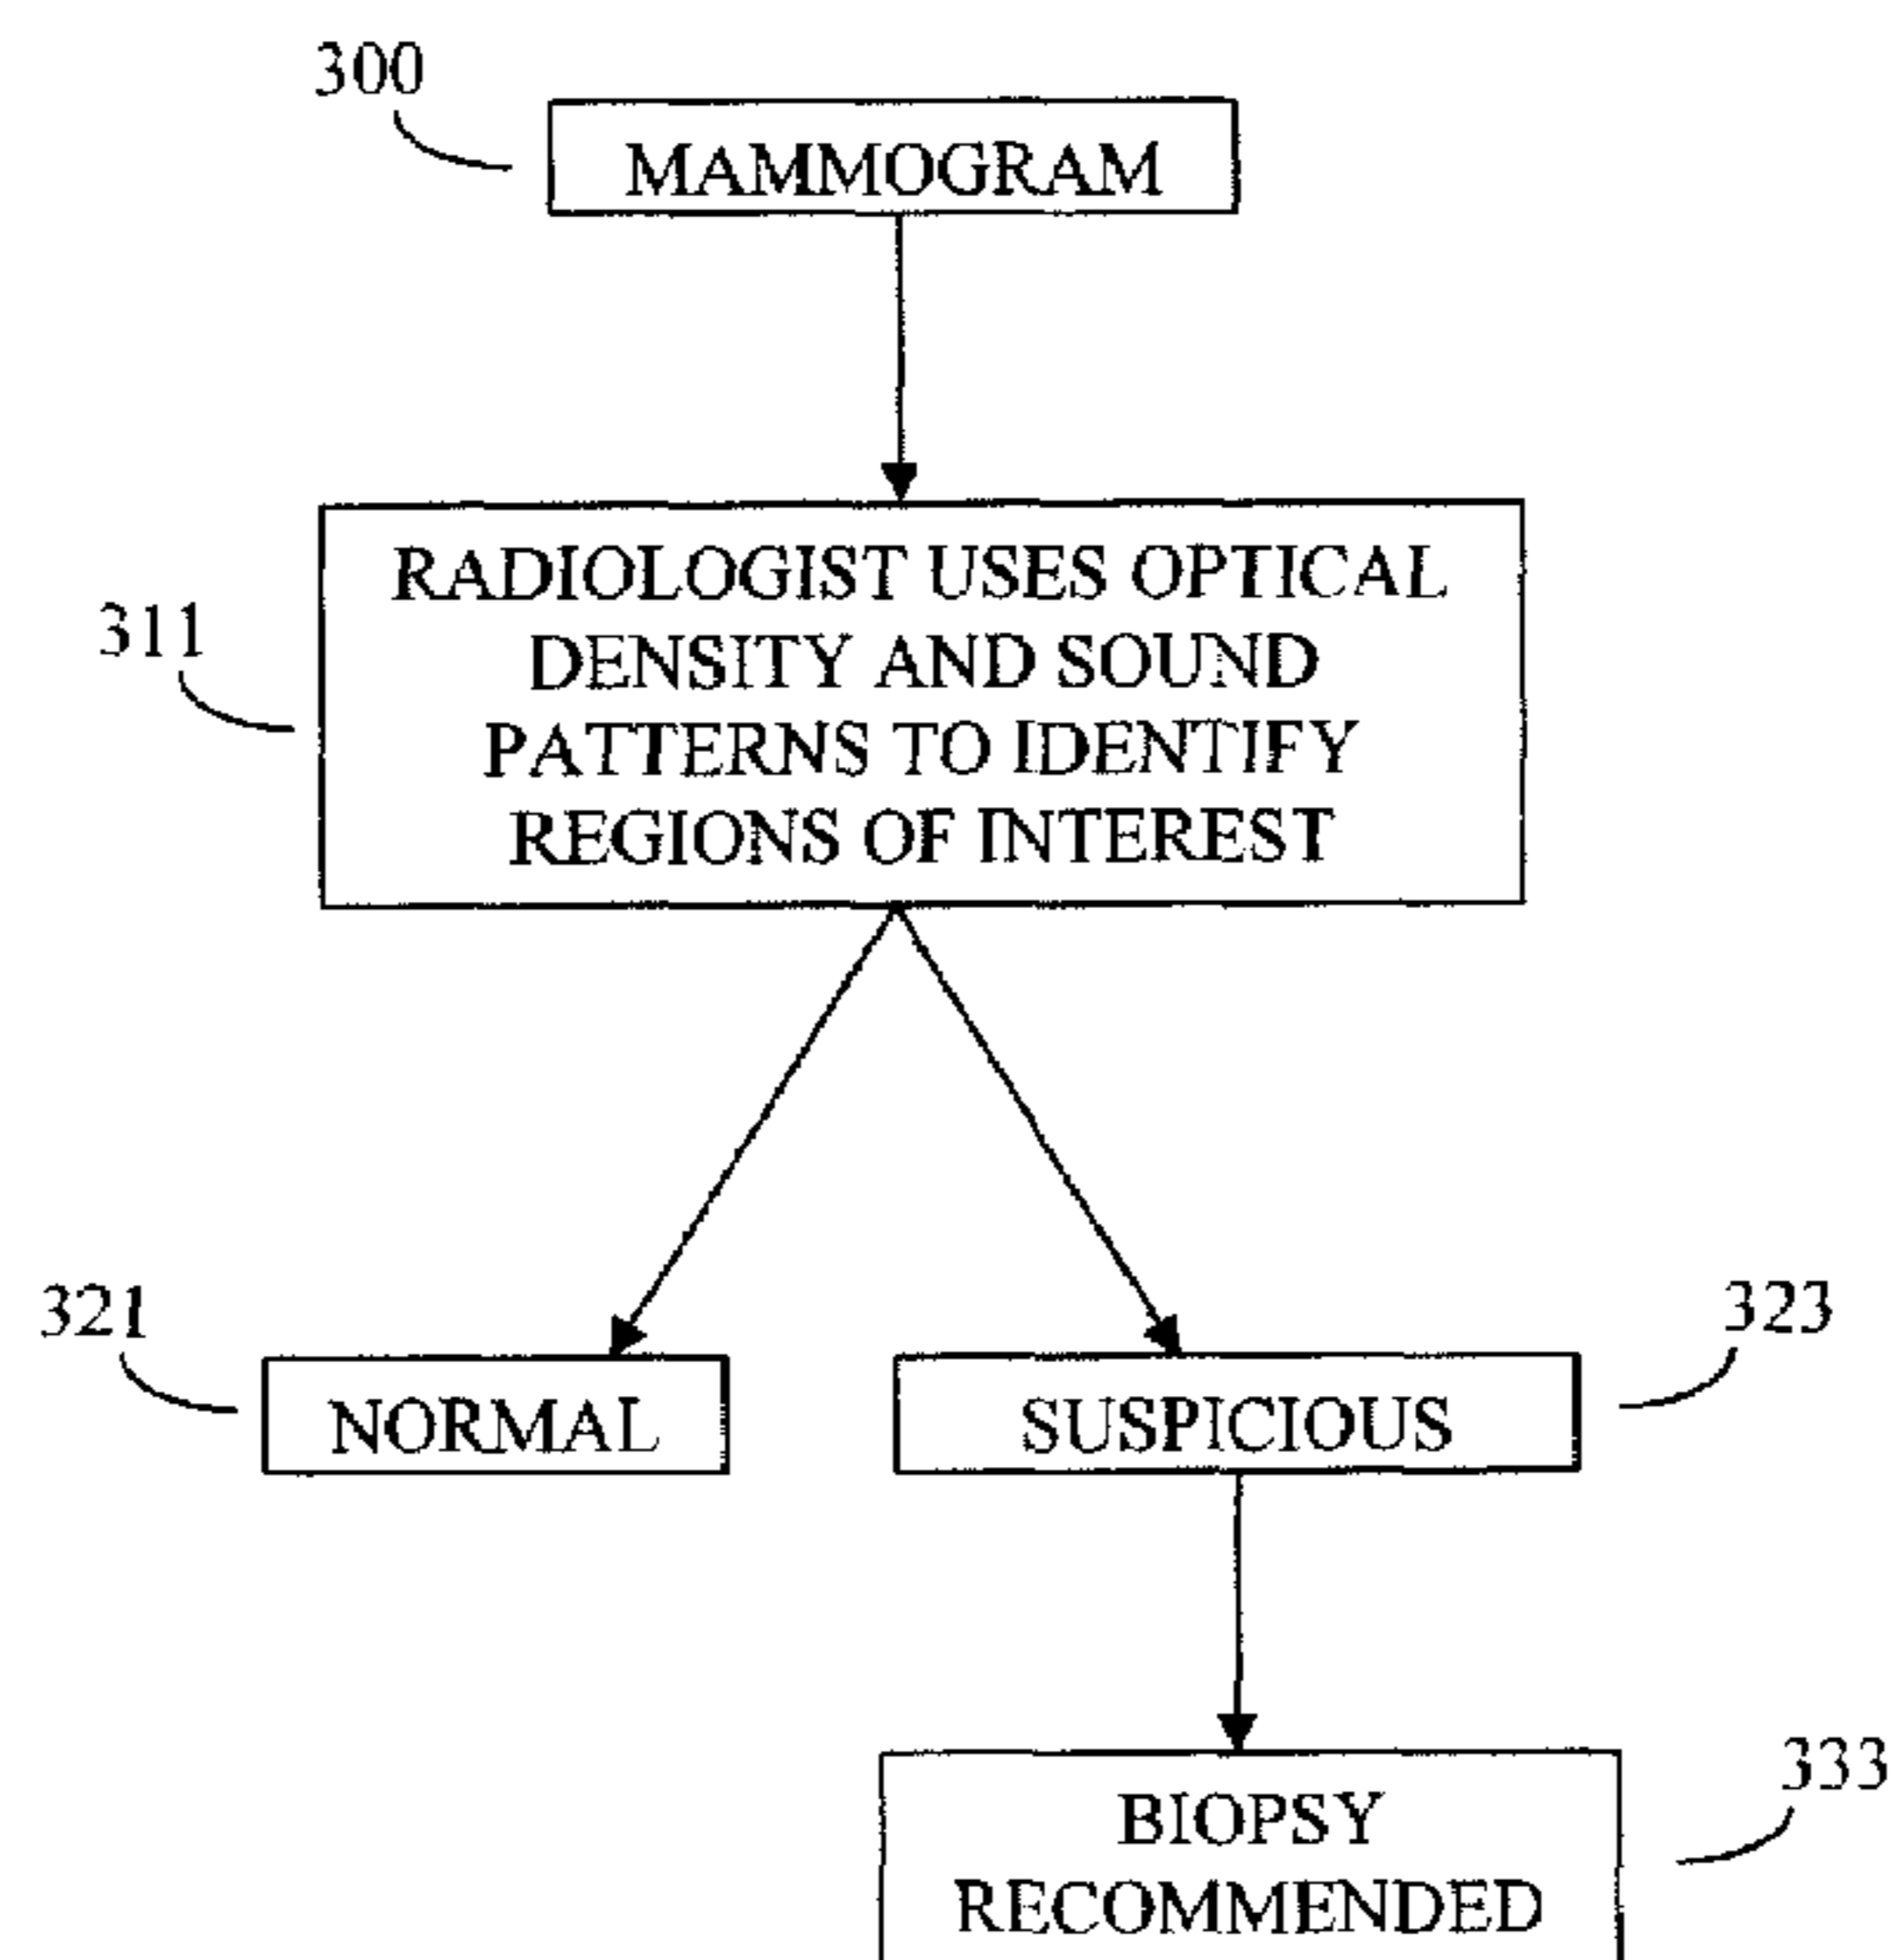 300
MAMMOGRAM
RADIOLOGIST USES OPTICAL
DENSITY AND SOUND
PATTERNS TO IDENTIFY
REGIONS OF INTEREST
311
321
323
NORMAL
SUSPICIOUS
333
BIOPSY
RECOMMENDED